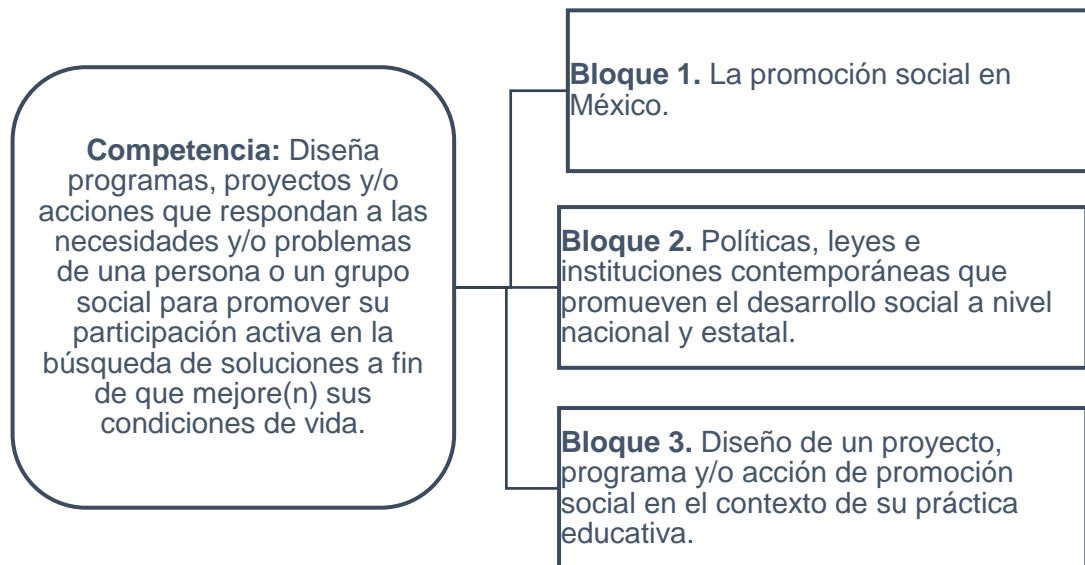 Competencia: Diseña
programas, proyectos y/o
acciones que respondan a las
necesidades y/o problemas
de una persona o un grupo
social para promover su
participación activa en la
búsqueda de soluciones a fin
de que mejore(n) sus
condiciones de vida.
Bloque 1. La promoción social en
México.
Bloque 2. Políticas, leyes e
instituciones contemporáneas que
promueven el desarrollo social a nivel
nacional y estatal.
Bloque 3. Diseño de un proyecto,
programa y/o acción de promoción
social en el contexto de su práctica
educativa.